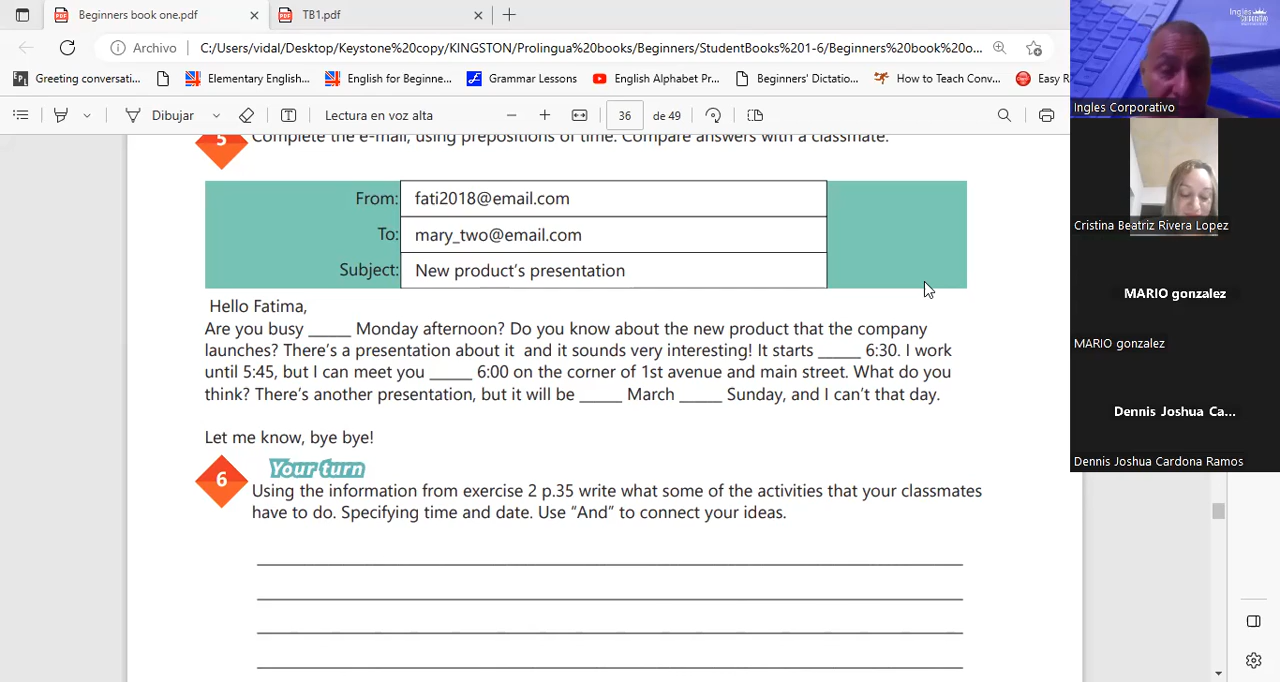 Beginners book one.pdf
TB1.pdf
Archivo
C:/Users/vidal/Desktop/Keystone%20copy/KINGSTON/Prolingua%20books/Beginners/StudentBooks%201-6/Beginners%20book%20o...
Greeting conversati...
Elementary English...
English for Beginne...
Grammar Lessons
English Alphabet Pr...
Beginners' Dictatio...
How to Teach Conv...
Easy R
Dibujar
Lectura en voz alta
36
de 49
5
Complete the e-mail, using prepositions of time. Compare answers with a classmate.
From: fati2018@email.com
To: mary_two@email.com
Subject: New product's presentation
Hello Fatima,
Are you busy _____ Monday afternoon? Do you know about the new product that the company
launches? There's a presentation about it and it sounds very interesting! It starts _____ 6:30. I work
until 5:45, but I can meet you _____ 6:00 on the corner of 1st avenue and main street. What do you
think? There's another presentation, but it will be _____ March _____ Sunday, and I can't that day.
Let me know, bye bye!
6
Your turn
Using the information from exercise 2 p.35 write what some of the activities that your classmates
have to do. Specifying time and date. Use "And" to connect your ideas.
Ingles
Corporativo
Ingles Corporativo
Cristina Beatriz Rivera Lopez
MARIO gonzalez
MARIO gonzalez
Dennis Joshua Ca...
Dennis Joshua Cardona Ramos